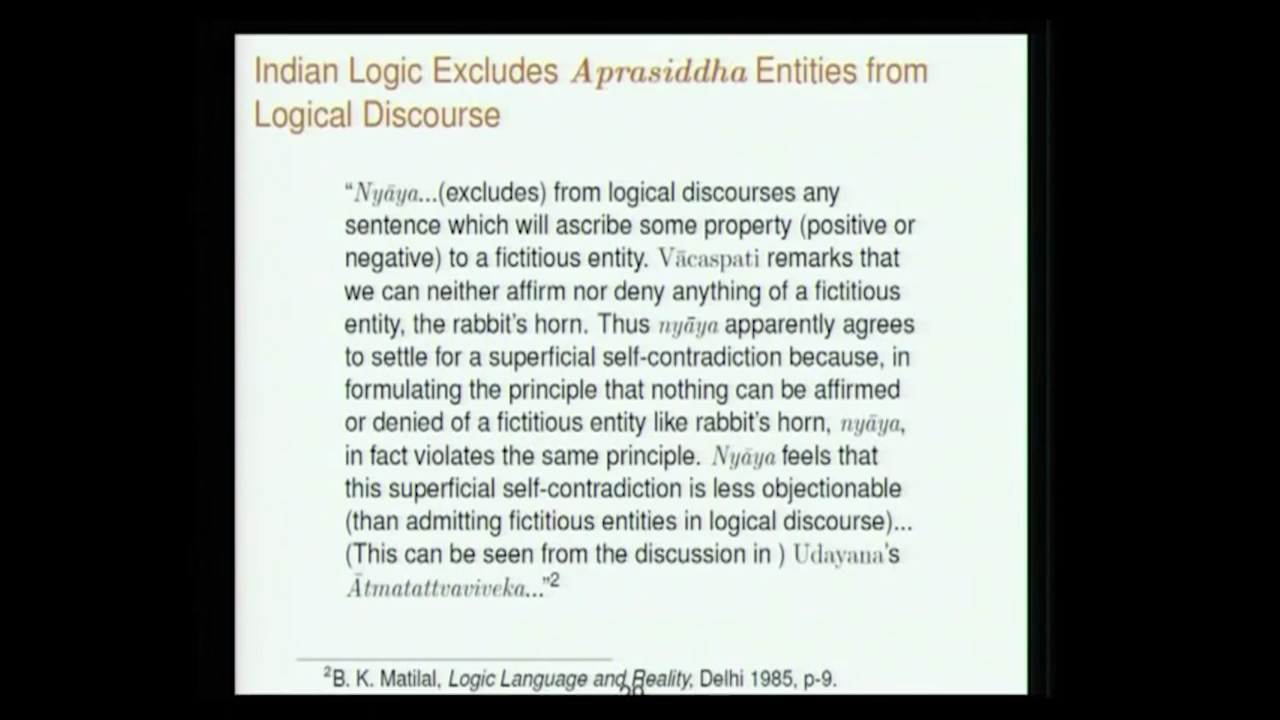 Indian Logic Excludes Aprasiddha Entities from
Logical Discourse
“Nyāya...(excludes) from logical discourses any
sentence which will ascribe some property (positive or
negative) to a fictitious entity. Vācaspati remarks that
we can neither affirm nor deny anything of a fictitious
entity, the rabbit’s horn. Thus nyāya apparently agrees
to settle for a superficial self-contradiction because, in
formulating the principle that nothing can be affirmed
or denied of a fictitious entity like rabbit’s horn, nyāya,
in fact violates the same principle. Nyāya feels that
this superficial self-contradiction is less objectionable
(than admitting fictitious entities in logical discourse)...
(This can be seen from the discussion in ) Udayana’s
Ātmatattvaviveka...”2
2B. K. Matilal, Logic Language and Reality, Delhi 1985, p-9.